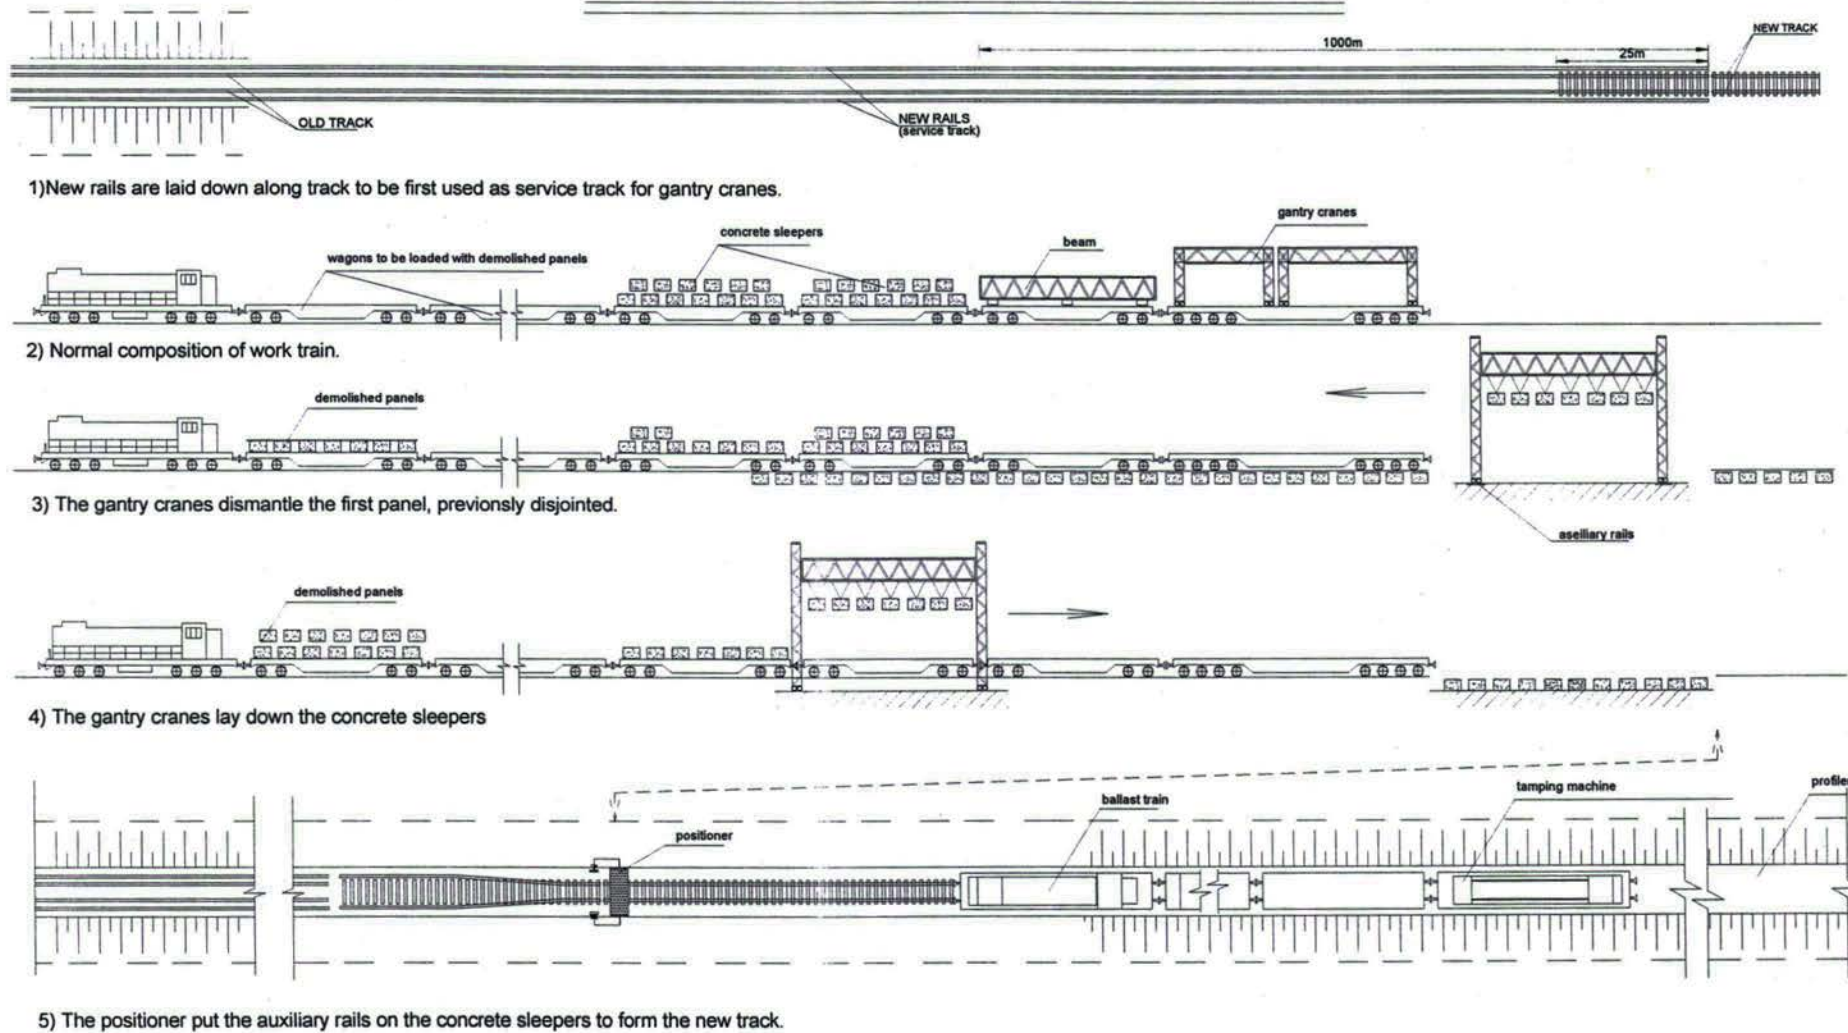 1000m
NEW TRACK
25m
OLD TRACK
NEW RAILS
(service track)
1)New rails are laid down along track to be first used as service track for gantry cranes.
gantry cranes
concrete sleepers
beam
wagons to be loaded with demolished panels
2) Normal composition of work train.
demolished panels
3) The gantry cranes dismantle the first panel, previonsly disjointed.
aselliary rails
demolished panels
4) The gantry cranes lay down the concrete sleepers
tamping machine
profile
ballast train
positioner
5) The positioner put the auxiliary rails on the concrete sleepers to form the new track.